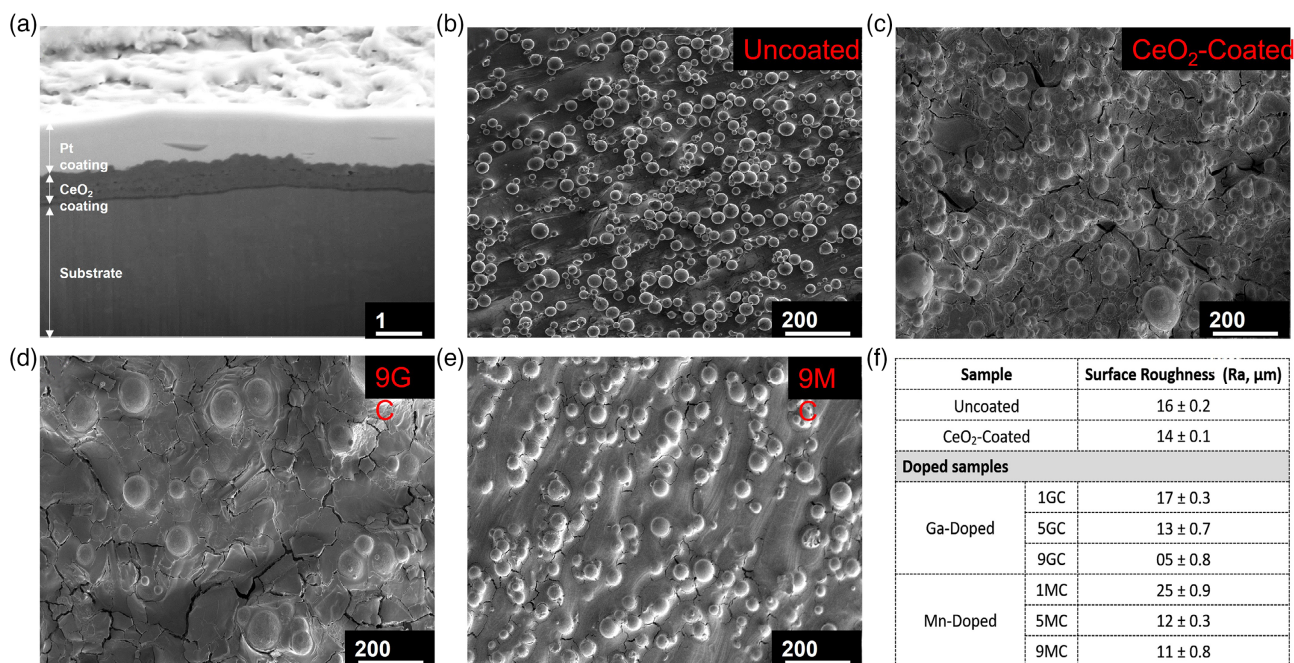 (a)
Pt
coating
CeO₂
coating
Substrate
1
(b)
Uncoated
200
(c)
CeO₂-Coated
200
(d)
9G
C
200
(e)
9M
C
200
(f)
Sample Surface Roughness (Ra, µm)
Uncoated 16 ± 0.2
CeO₂-Coated 14 ± 0.1
Doped samples
Ga-Doped
1GC 17 ± 0.3
5GC 13 ± 0.7
9GC 05 ± 0.8
Mn-Doped
1MC 25 ± 0.9
5MC 12 ± 0.3
9MC 11 ± 0.8